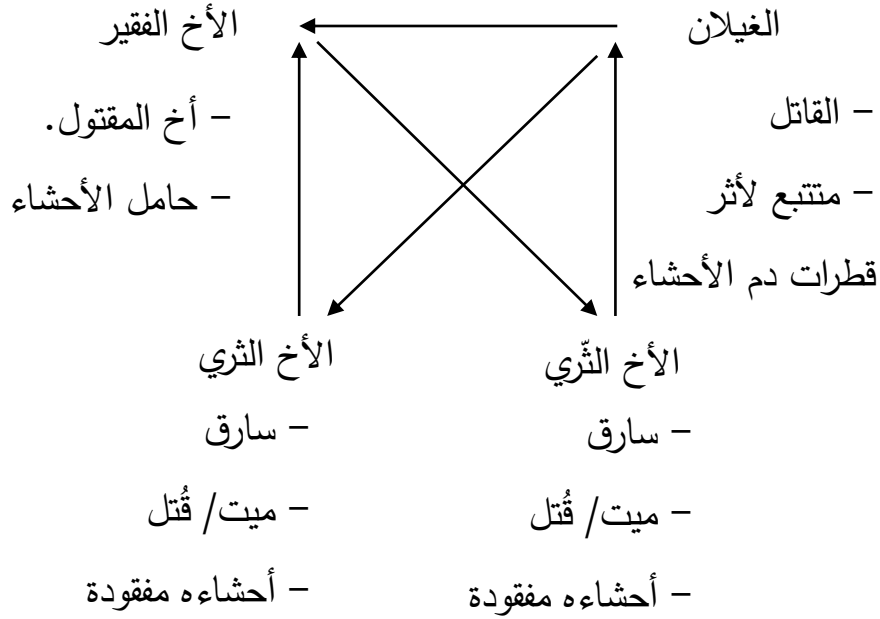 الغيلان
– القاتل
– متتبع لأثر
قطرات دم الأحشاء
الأخ الفقير
– أخ المقتول.
– حامل الأحشاء
الأخ الثّري
– سارق
– ميت/ قُتل
– أحشاءه مفقودة
الأخ الثري
– سارق
– ميت/ قُتل
– أحشاءه مفقودة